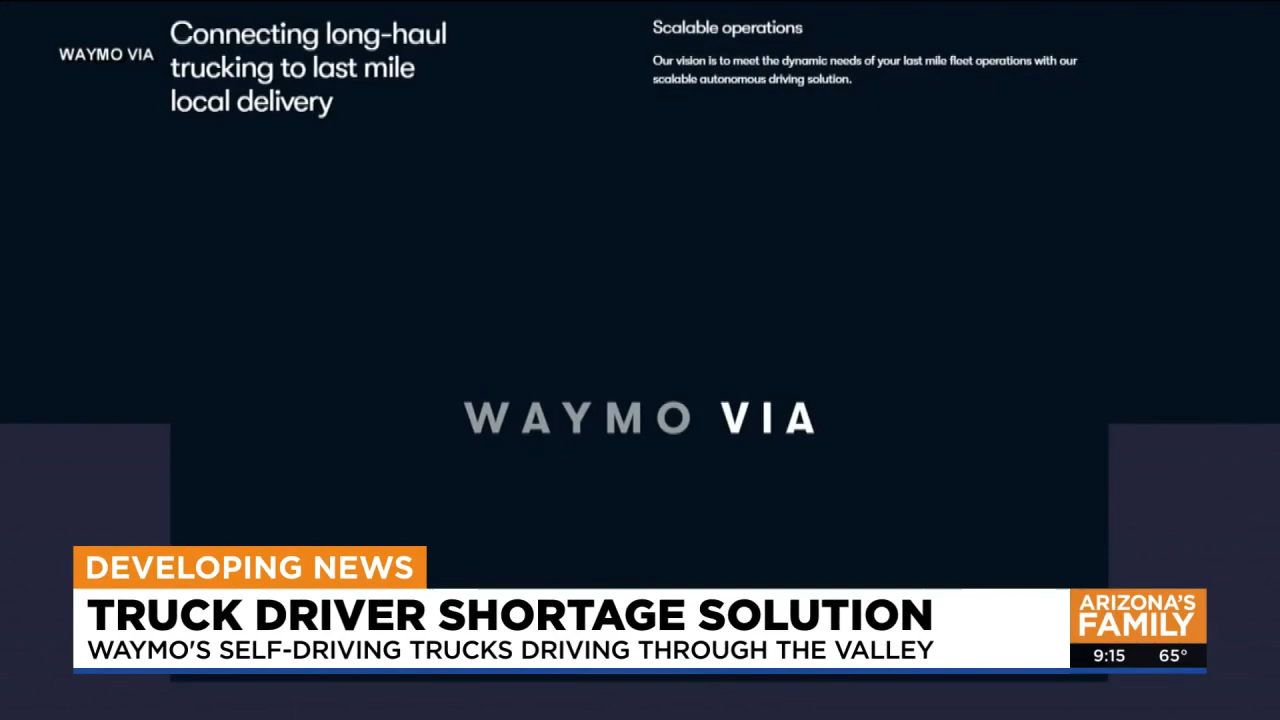 WAYMO VIA
Connecting long-haul
trucking to last mile
local delivery
Scalable operations
Our vision is to meet the dynamic needs of your last mile fleet operations with our
scalable autonomous driving solution.
WAYMO VIA
DEVELOPING NEWS
TRUCK DRIVER SHORTAGE SOLUTION
WAYMO'S SELF-DRIVING TRUCKS DRIVING THROUGH THE VALLEY
ARIZONA'S
FAMILY
9:15 65°